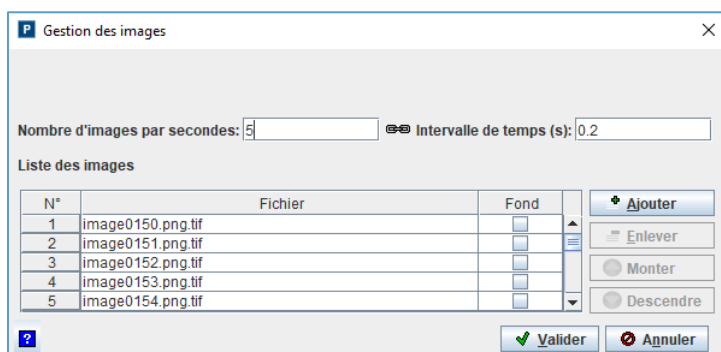 P Gestion des images
Nombre d'images par secondes: 5 Intervalle de temps (s): 0.2
Liste des images
N° Fichier Fond
1 image0150.png.tif
2 image0151.png.tif
3 image0152.png.tif
4 image0153.png.tif
5 image0154.png.tif
Ajouter
Enlever
Monter
Descendre
? Valider Annuler